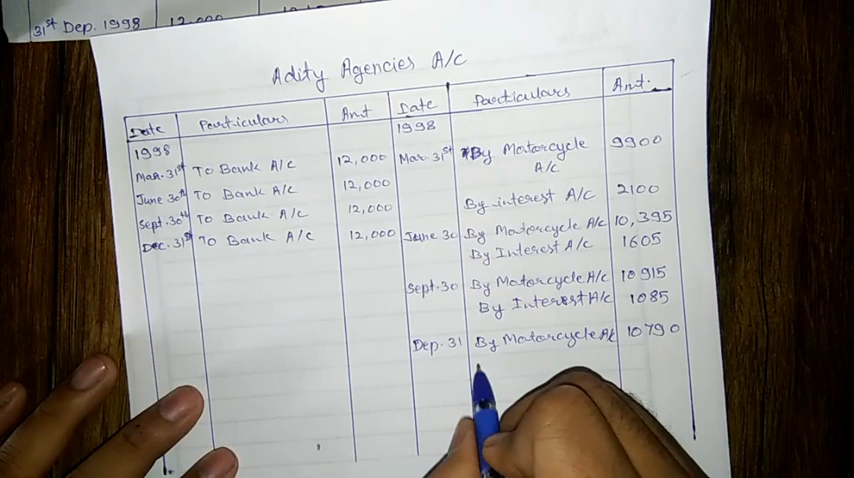 31st Dep. 1998 12,000
Adity Agencies A/C
Date Particulars Amt Date Particulars Amt.
1998 1998
Mar. 31st To Bank A/C 12,000 Mar. 31st By Motorcycle A/C 9900
June 30th To Bank A/C 12,000 By interest A/C 2100
Sept. 30th To Bank A/C 12,000 June 30 By Motorcycle A/C 10,395
Dec. 31st To Bank A/C 12,000 By Interest A/C 1605
Sept. 30 By Motorcycle A/C 10915
By Interest A/C 1085
Dep. 31 By Motorcycle A/C 10790